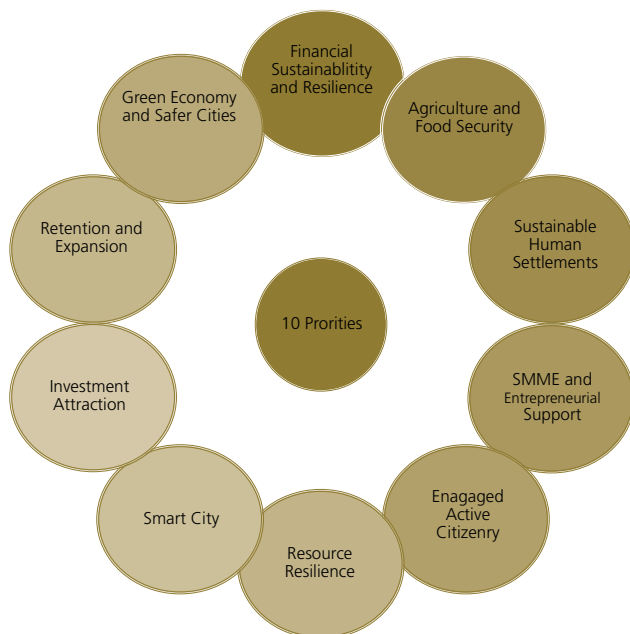 Financial
Sustainablitity
and Resilience
Agriculture and
Food Security
Sustainable
Human
Settlements
SMME and
Entrepreneurial
Support
Enagaged
Active
Citizenry
Resource
Resilience
Smart City
Investment
Attraction
Retention and
Expansion
Green Economy
and Safer Cities
10 Prorities